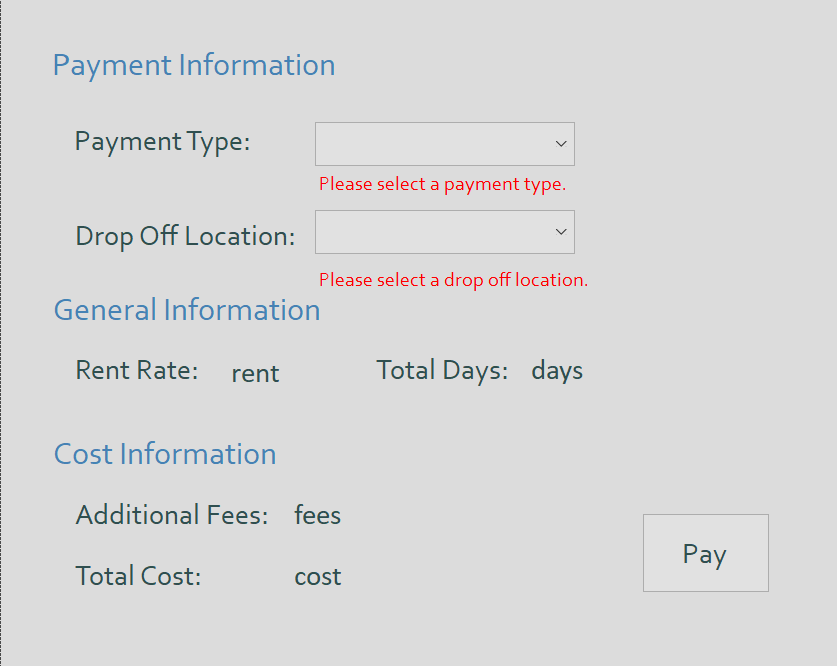 Payment Information
Payment Type:
Please select a payment type.
Drop Off Location:
Please select a drop off location.
General Information
Rent Rate: rent Total Days: days
Cost Information
Additional Fees: fees
Pay
Total Cost: cost